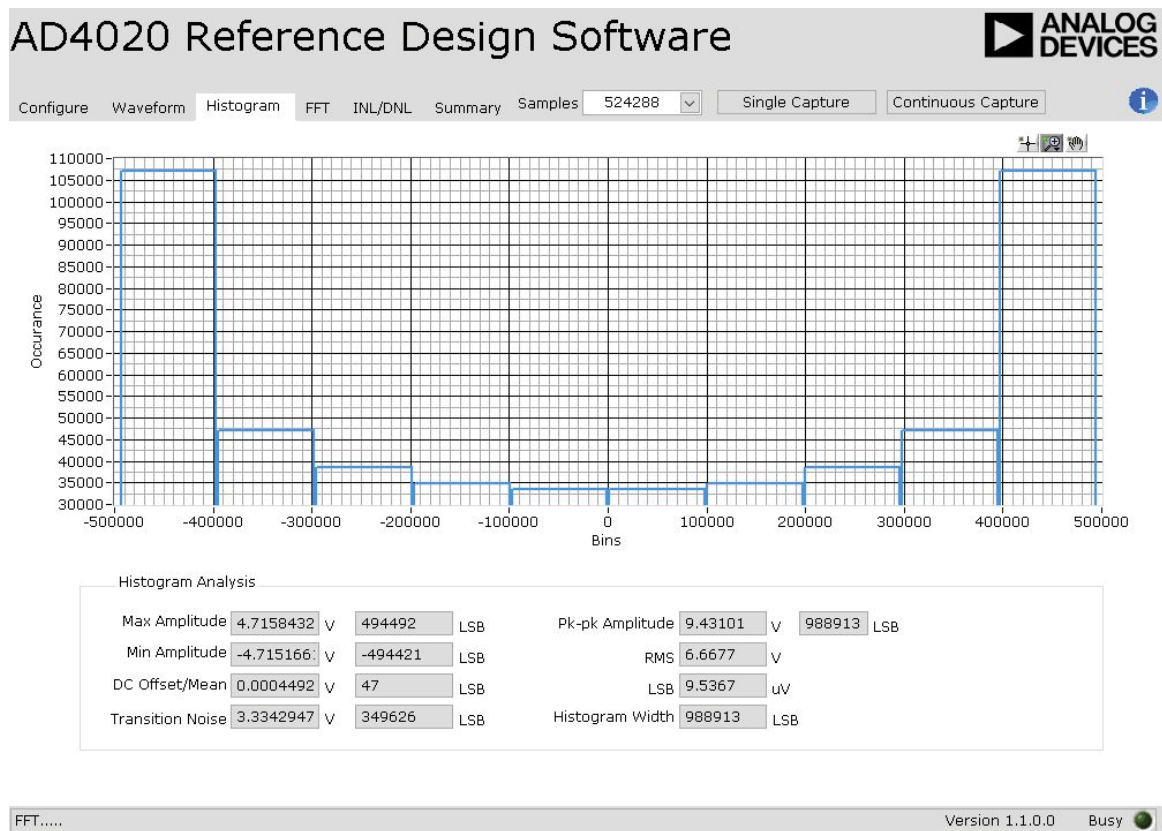 AD4020 Reference Design Software
ANALOG
DEVICES
Configure Waveform Histogram FFT INL/DNL Summary Samples 524288 Single Capture Continuous Capture i
110000
105000
100000
95000
90000
85000
80000
75000
70000
65000
60000
55000
50000
45000
40000
35000
30000
Occurance
-500000 -400000 -300000 -200000 -100000 0 100000 200000 300000 400000 500000
Bins
Histogram Analysis
Max Amplitude 4.7158432 V 494492 LSB Pk-pk Amplitude 9.43101 V 988913 LSB
Min Amplitude -4.715166 V -494421 LSB RMS 6.6677 V
DC Offset/Mean 0.0004492 V 47 LSB LSB 9.5367 uV
Transition Noise 3.3342947 V 349626 LSB Histogram Width 988913 LSB
FFT..... Version 1.1.0.0 Busy